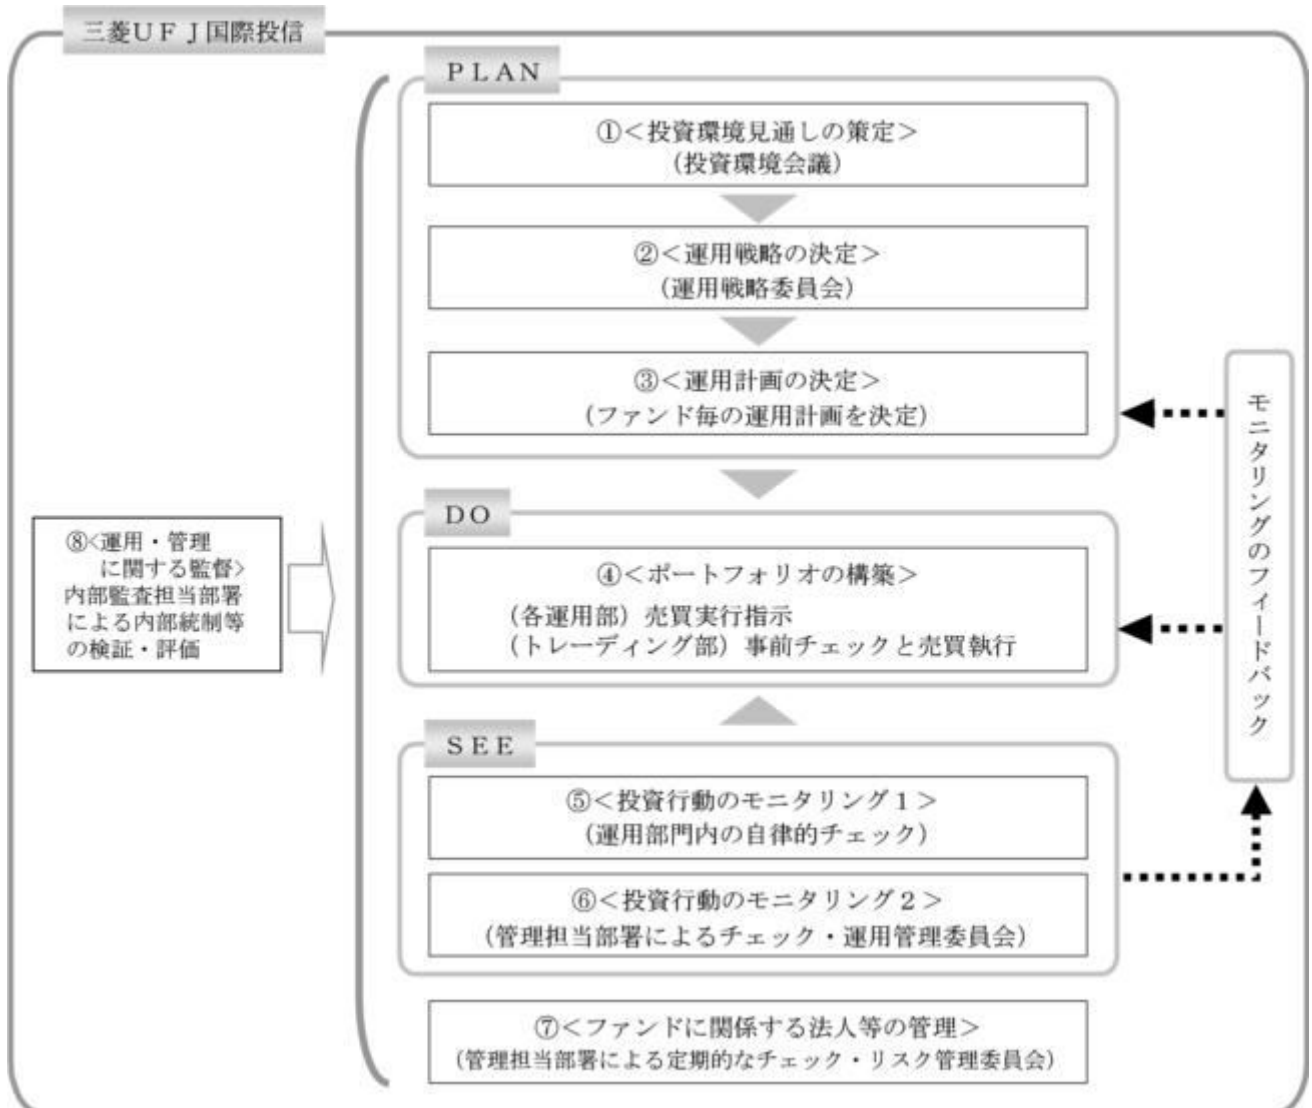 三菱ＵＦＪ国際投信
ＰＬＡＮ
①＜投資環境見通しの策定＞
（投資環境会議）
②＜運用戦略の決定＞
（運用戦略委員会）
③＜運用計画の決定＞
（ファンド毎の運用計画を決定）
ＤＯ
④＜ポートフォリオの構築＞
（各運用部）売買実行指示
（トレーディング部）事前チェックと売買執行
ＳＥＥ
⑤＜投資行動のモニタリング１＞
（運用部門内の自律的チェック）
⑥＜投資行動のモニタリング２＞
（管理担当部署によるチェック・運用管理委員会）
⑦＜ファンドに関係する法人等の管理＞
（管理担当部署による定期的なチェック・リスク管理委員会）
⑧<運用・管理
に関する監督>
内部監査担当部署
による内部統制等
の検証・評価
モニタリングのフィードバック